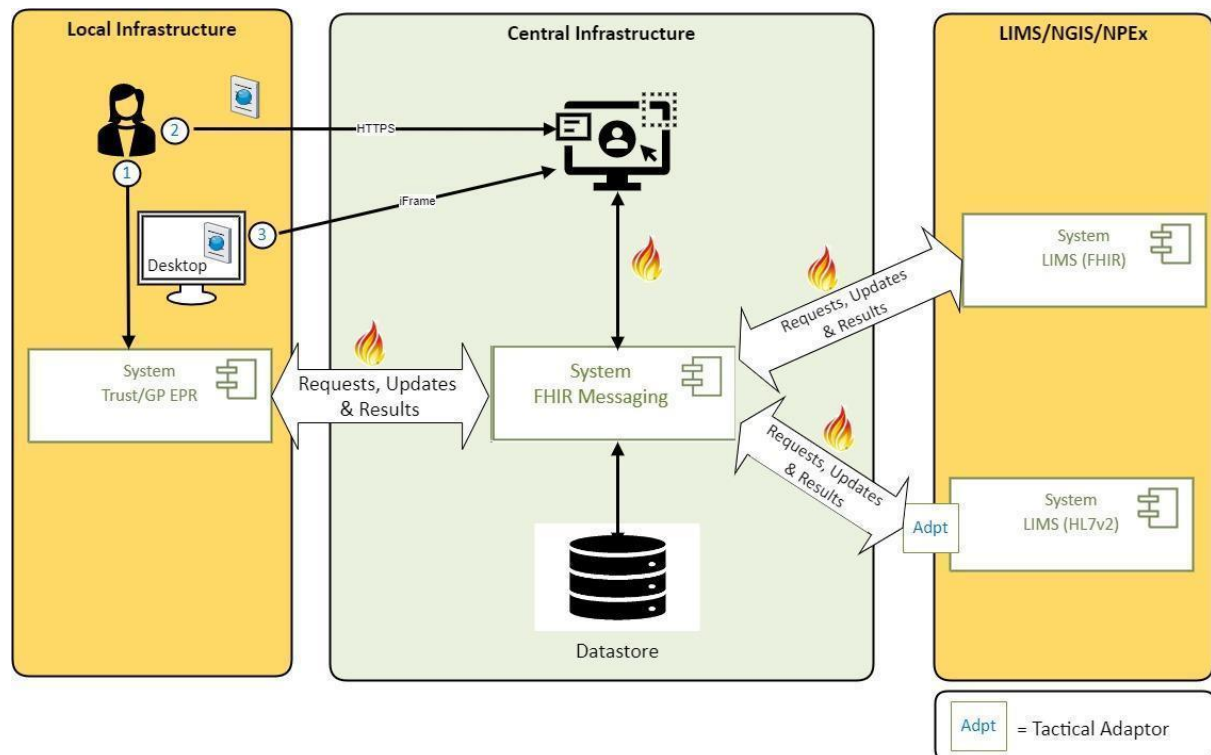 Local Infrastructure
Central Infrastructure
LIMS/NGIS/NPEx
2
HTTPS
1
iFrame
3
Desktop
System
LIMS (FHIR)
Requests, Updates
& Results
System
Trust/GP EPR
Requests, Updates
& Results
System
FHIR Messaging
Requests, Updates
& Results
Adpt
System
LIMS (HL7v2)
Datastore
Adpt
= Tactical Adaptor